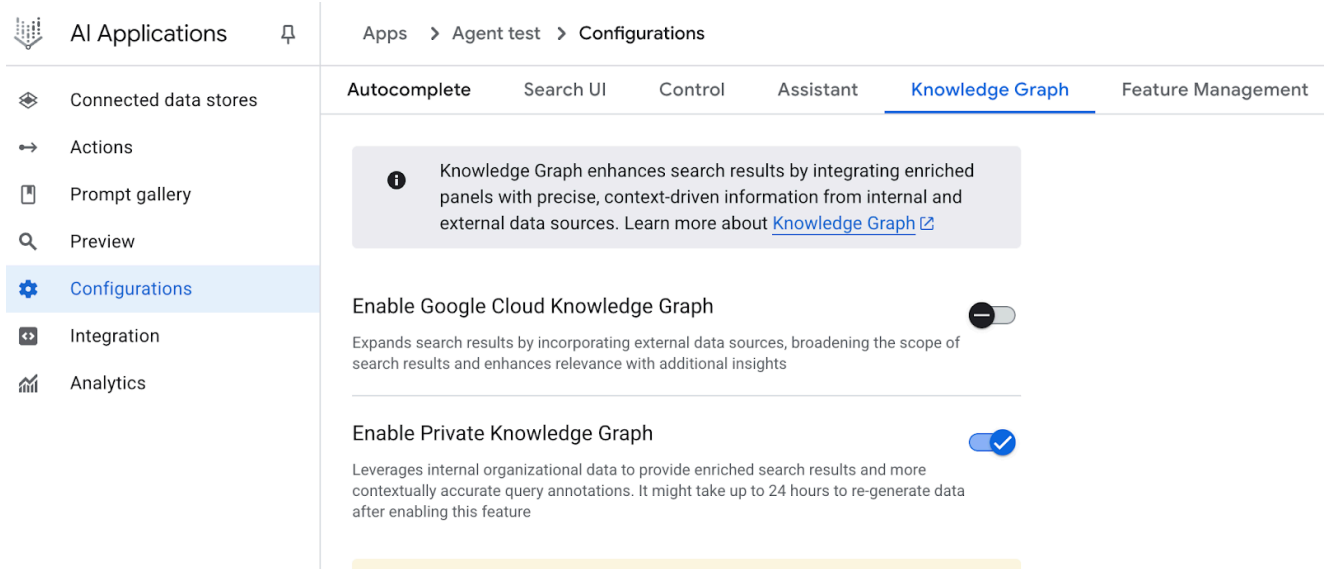 AI Applications
Apps > Agent test > Configurations
Connected data stores
Actions
Prompt gallery
Preview
Configurations
Integration
Analytics
Autocomplete Search UI Control Assistant Knowledge Graph Feature Management
Knowledge Graph enhances search results by integrating enriched
panels with precise, context-driven information from internal and
external data sources. Learn more about Knowledge Graph
Enable Google Cloud Knowledge Graph
Expands search results by incorporating external data sources, broadening the scope of
search results and enhances relevance with additional insights
Enable Private Knowledge Graph
Leverages internal organizational data to provide enriched search results and more
contextually accurate query annotations. It might take up to 24 hours to re-generate data
after enabling this feature